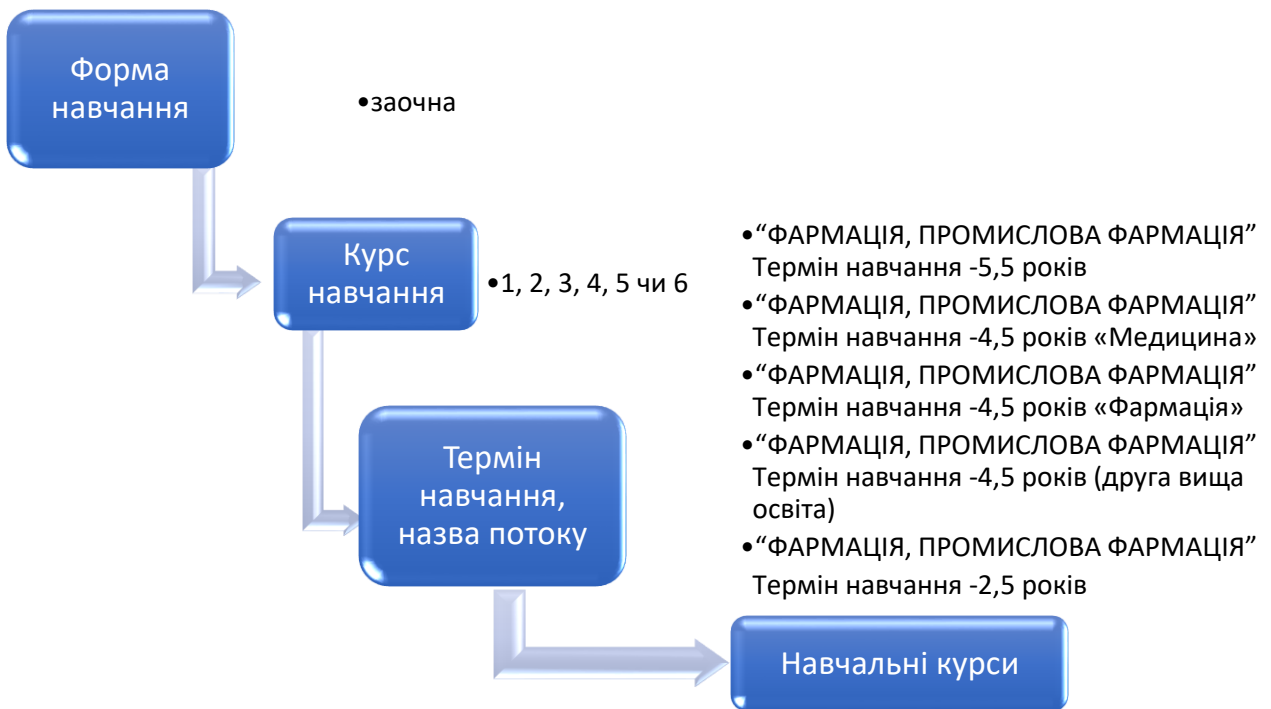 Форма
навчання
•заочна
Курс
навчання
•1, 2, 3, 4, 5 чи 6
Термін
навчання,
назва потоку
•“ФАРМАЦІЯ, ПРОМИСЛОВА ФАРМАЦІЯ”
Термін навчання -5,5 років
•“ФАРМАЦІЯ, ПРОМИСЛОВА ФАРМАЦІЯ”
Термін навчання -4,5 років «Медицина»
•“ФАРМАЦІЯ, ПРОМИСЛОВА ФАРМАЦІЯ”
Термін навчання -4,5 років «Фармація»
•“ФАРМАЦІЯ, ПРОМИСЛОВА ФАРМАЦІЯ”
Термін навчання -4,5 років (друга вища
освіта)
•“ФАРМАЦІЯ, ПРОМИСЛОВА ФАРМАЦІЯ”
Термін навчання -2,5 років
Навчальні курси